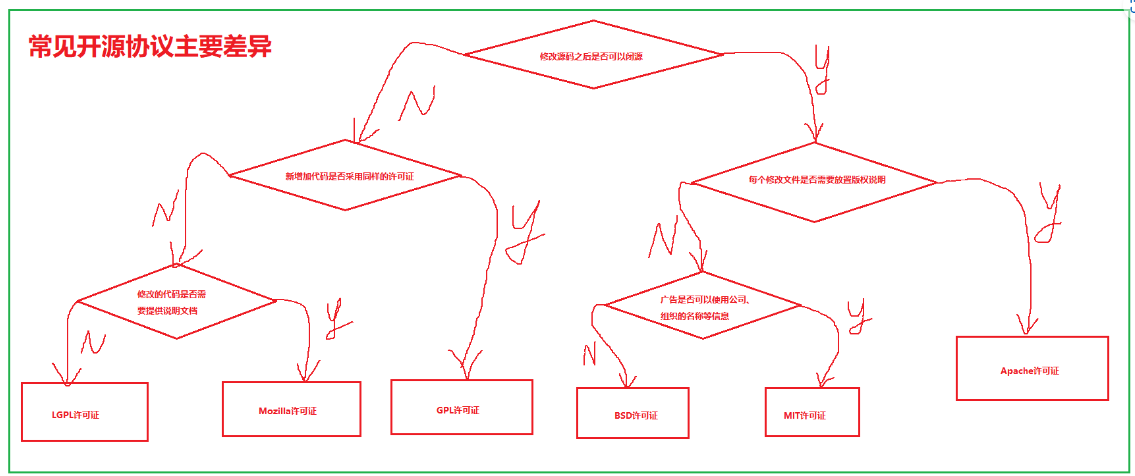 常见开源协议主要差异
修改源码之后是否可以闭源
N
y
新增加代码是否采用同样的许可证
每个修改文件是否需要放置版权说明
N
y
N
y
修改的代码是否需
要提供说明文档
广告是否可以使用公司、
组织的名称等信息
N
y
N
y
LGPL许可证
Mozilla许可证
GPL许可证
BSD许可证
MIT许可证
Apache许可证